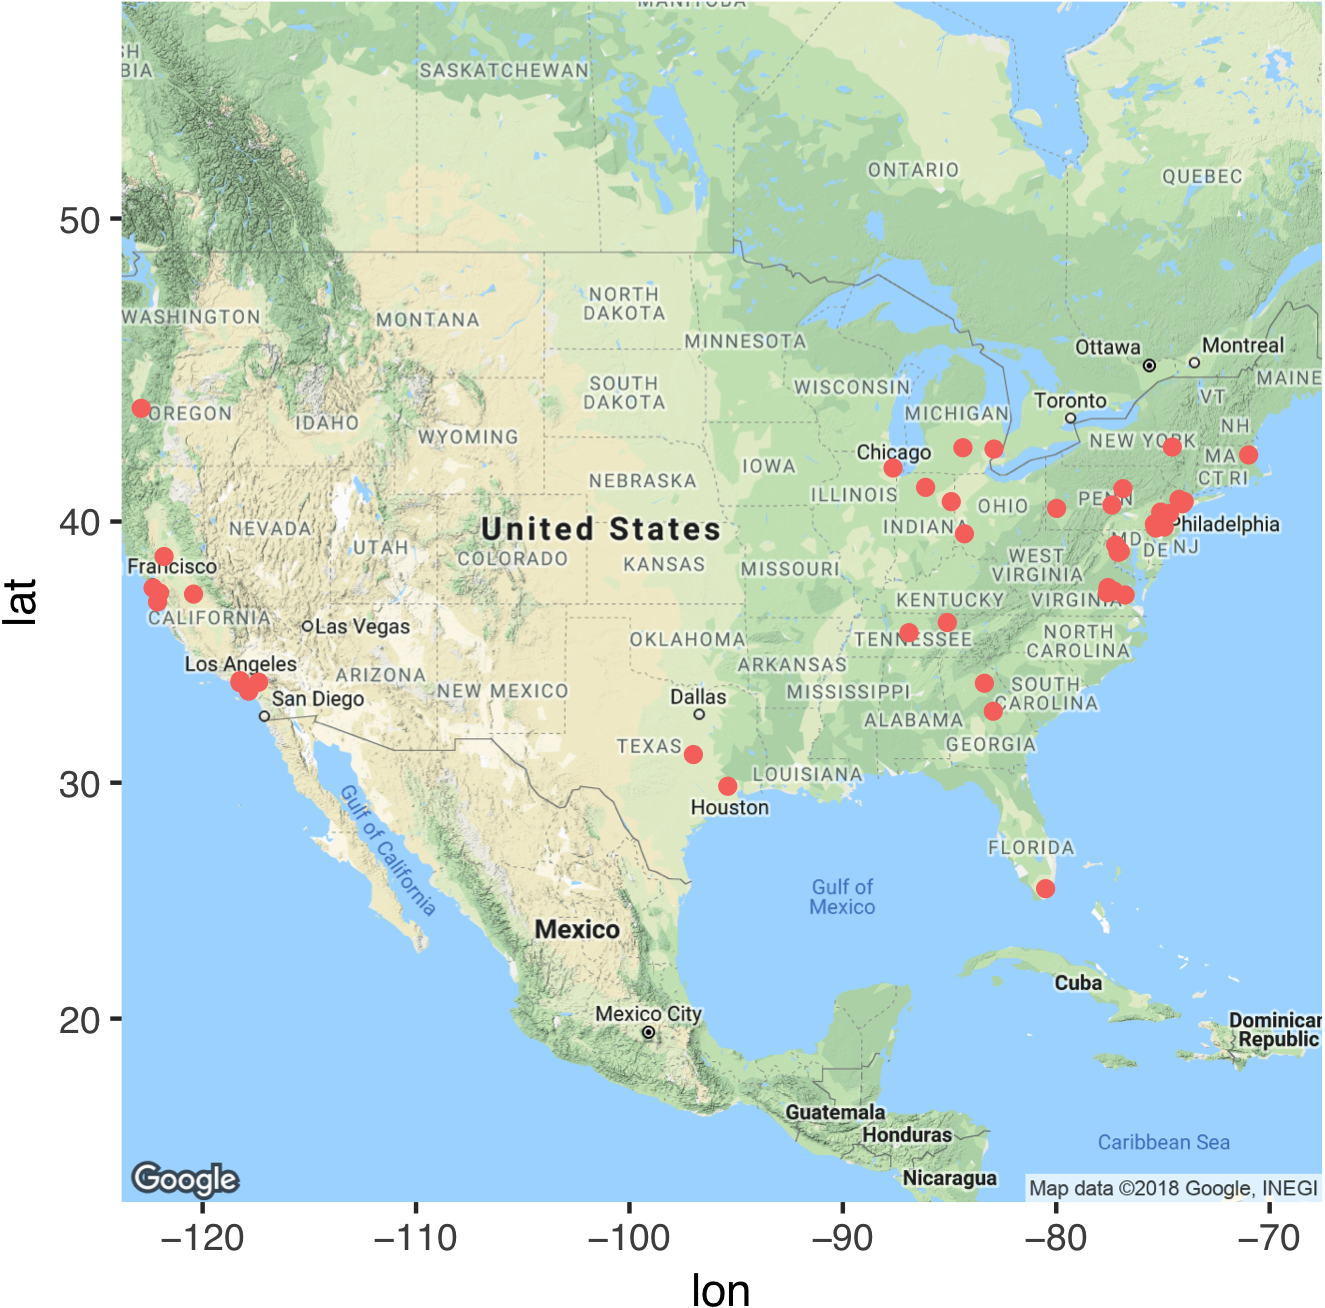 MANITOBA
SH
BIA
SASKATCHEWAN
ONTARIO
QUEBEC
50
WASHINGTON
MONTANA
NORTH
DAKOTA
MINNESOTA
Ottawa
Montreal
SOUTH
DAKOTA
WISCONSIN
MICHIGAN
Toronto
VT
MAINE
OREGON
IDAHO
WYOMING
NH
NEW YORK
MA
Chicago
IOWA
CT RI
NEBRASKA
ILLINOIS
OHIO
PENN
40
NEVADA
United States
INDIANA
Philadelphia
UTAH
COLORADO
MD
DE
NJ
Francisco
KANSAS
MISSOURI
WEST
VIRGINIA
lat
CALIFORNIA
KENTUCKY
VIRGINIA
Las Vegas
OKLAHOMA
TENNESSEE
NORTH
CAROLINA
Los Angeles
ARIZONA
NEW MEXICO
ARKANSAS
San Diego
Dallas
MISSISSIPPI
SOUTH
CAROLINA
ALABAMA
TEXAS
GEORGIA
30
LOUISIANA
Houston
Gulf of California
FLORIDA
Gulf of
Mexico
Mexico
Cuba
20
Mexico City
Dominican
Republic
Guatemala
Honduras
Caribbean Sea
Nicaragua
Google
Map data ©2018 Google, INEGI
−120
−110
−100
−90
−80
−70
lon